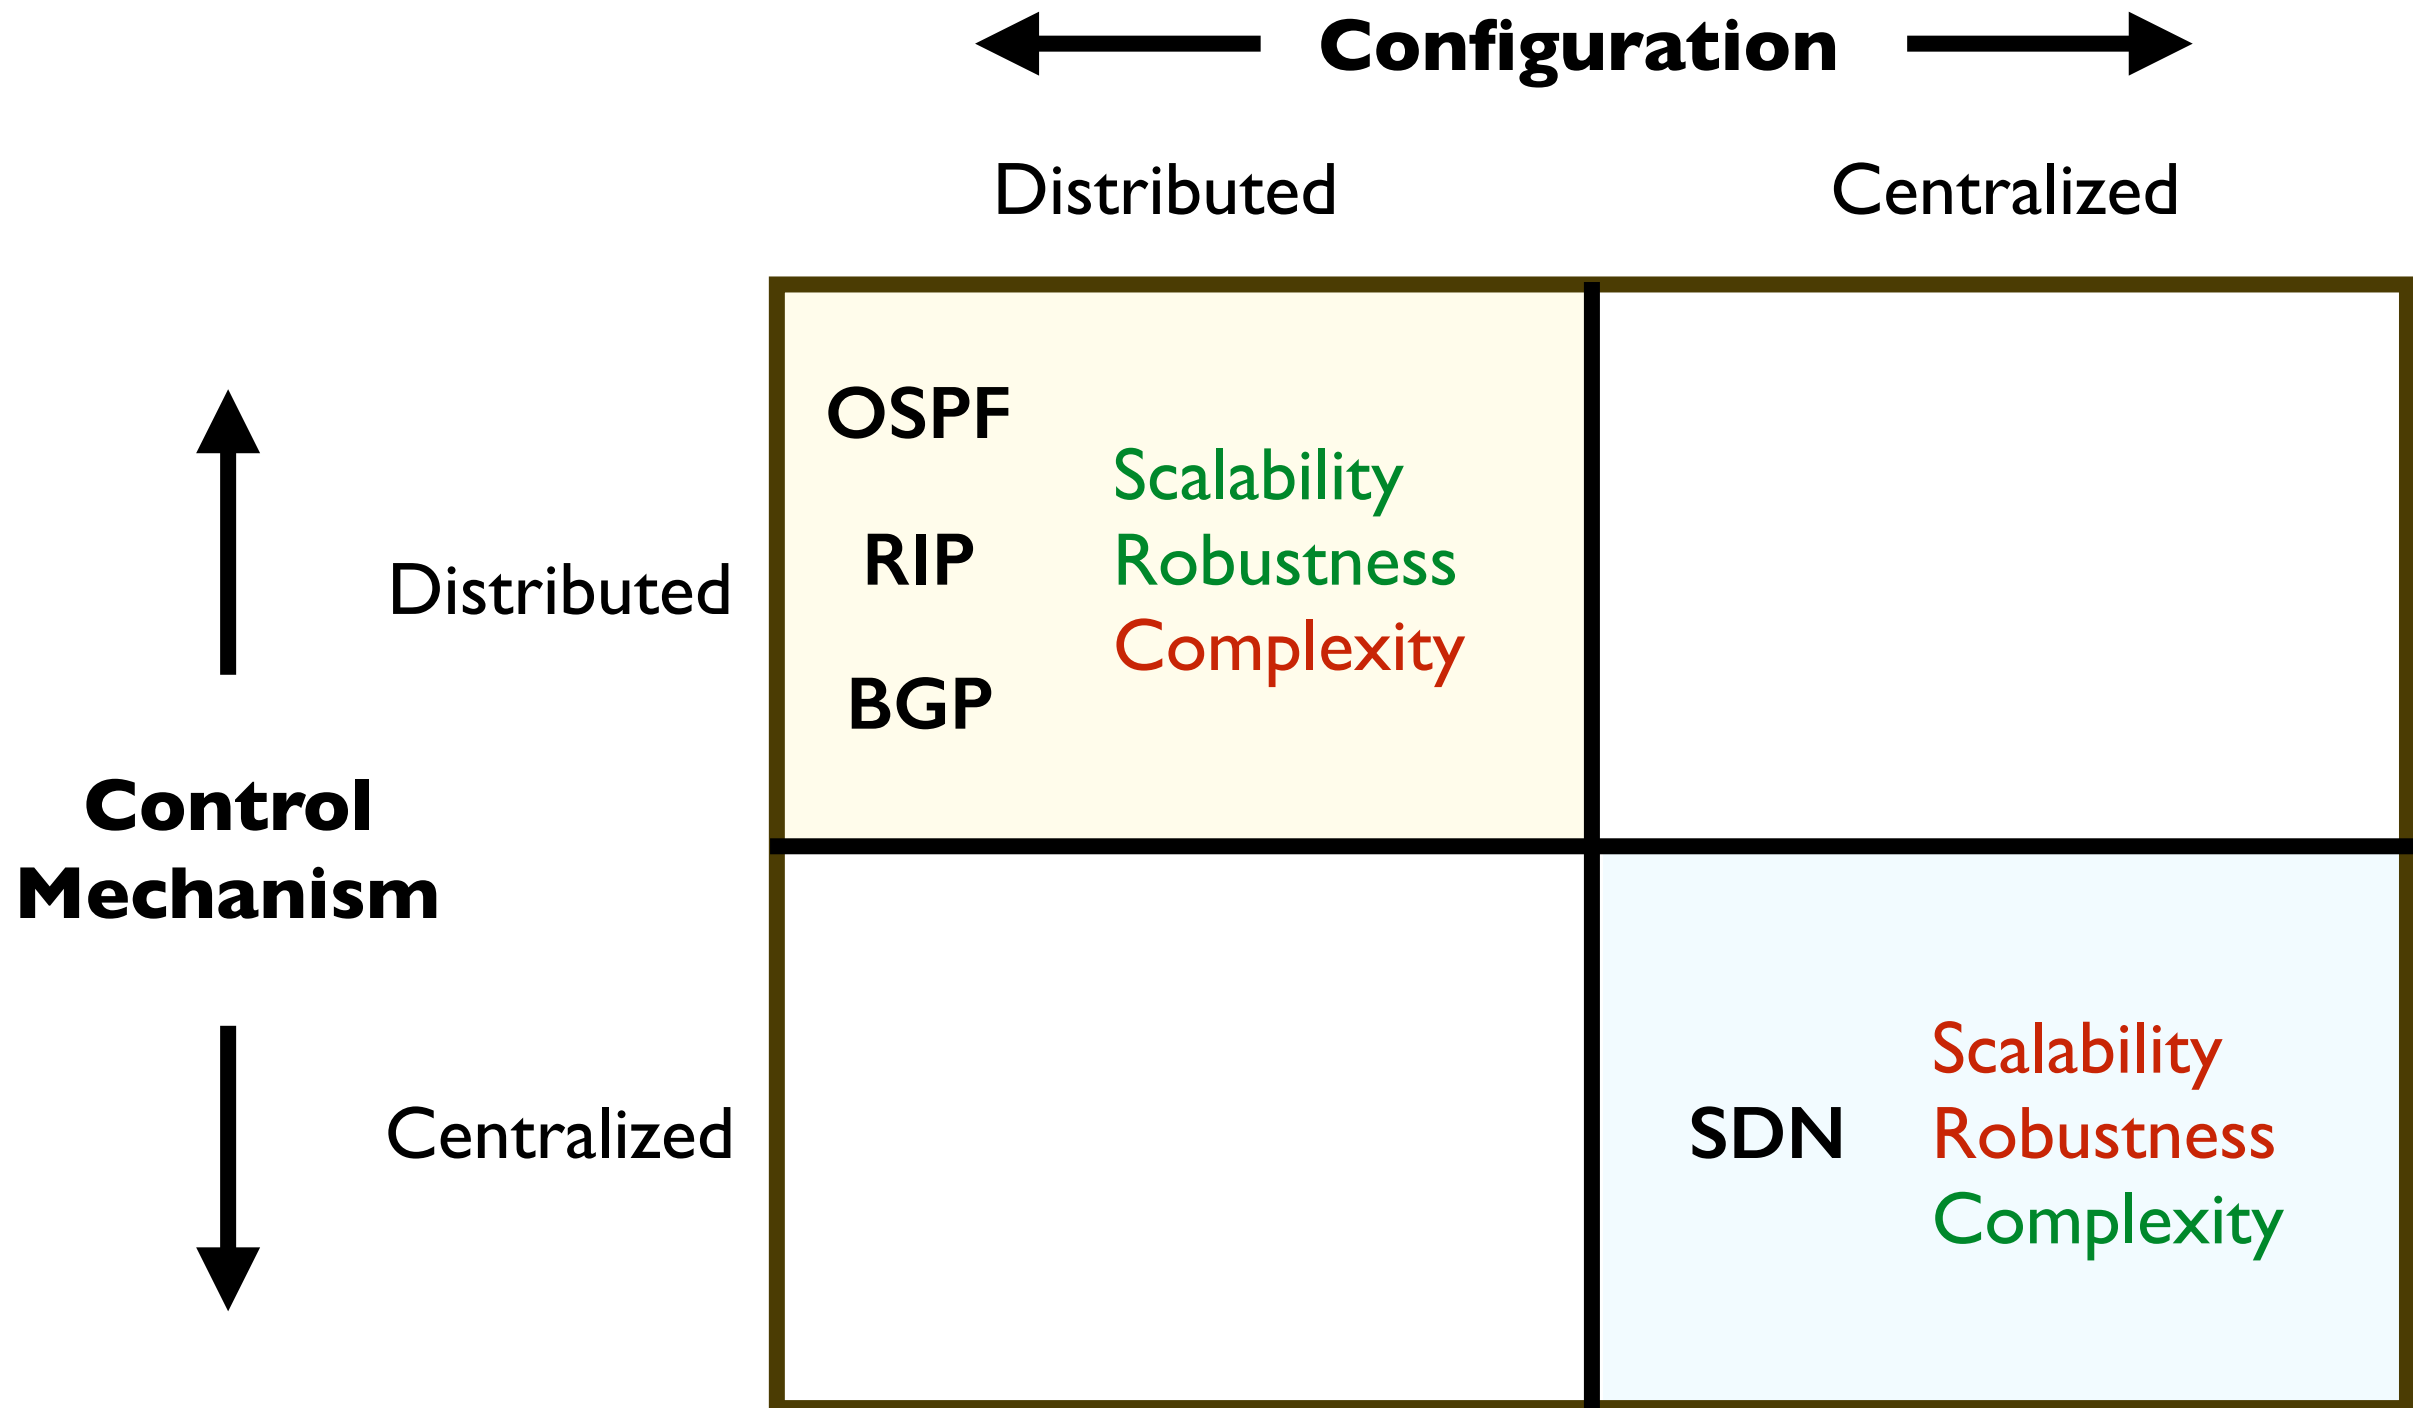 Configuration
Distributed
Centralized
OSPF
Scalability
RIP
Robustness
Distributed
Complexity
BGP
Control
Mechanism
Scalability
Centralized
SDN
Robustness
Complexity